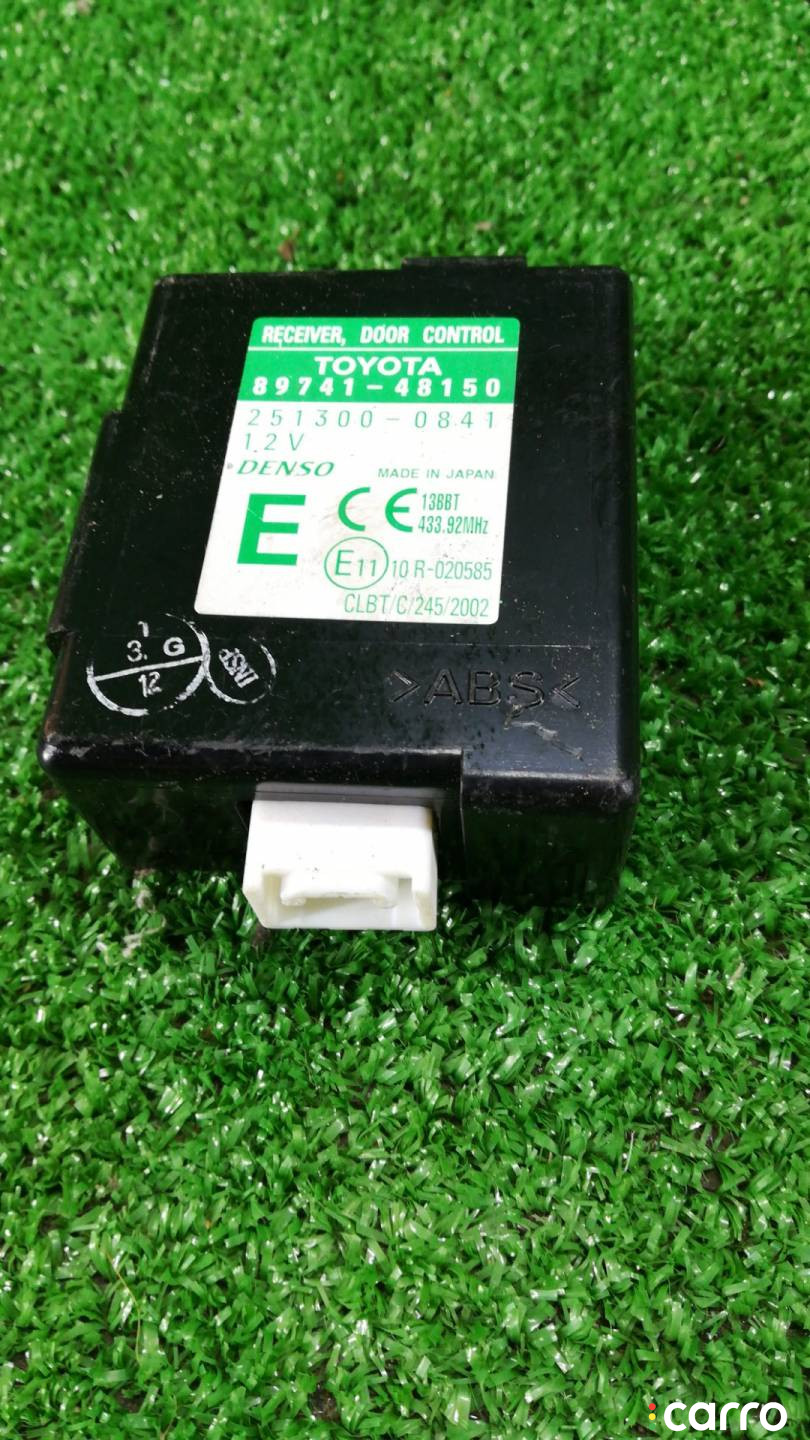 RECEIVER, DOOR CONTROL
TOYOTA
89741-48150
251300-0841
12V
DENSO MADE IN JAPAN
E CE 13BBT
433.92MHz
E11 10 R-020585
CLBT/C/245/2002
1
3. G
12
INSP
>ABS<
carro